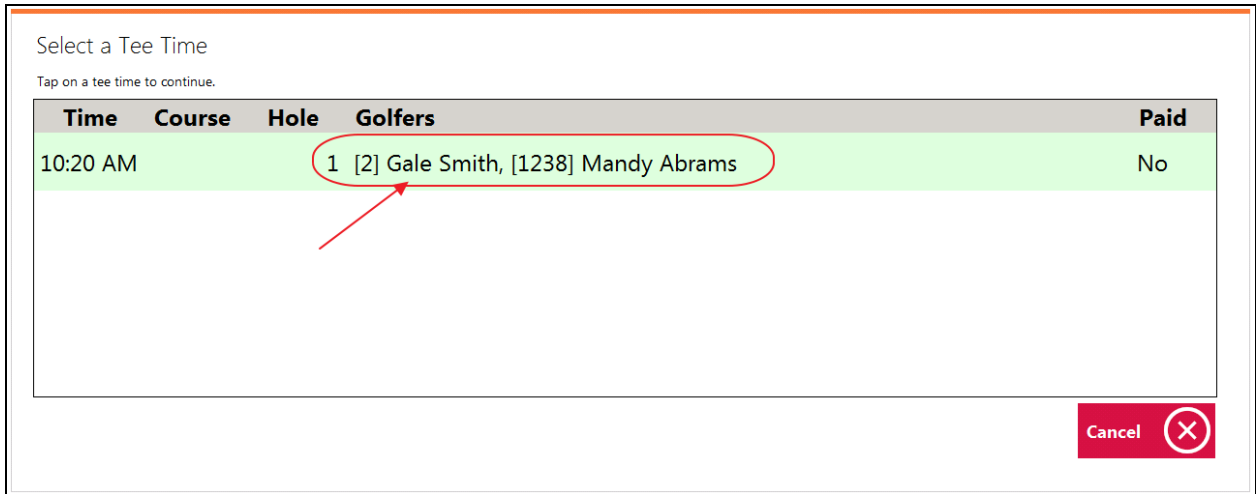 Select a Tee Time
Tap on a tee time to continue.
Time Course Hole Golfers Paid
10:20 AM 1 [2] Gale Smith, [1238] Mandy Abrams No
Cancel